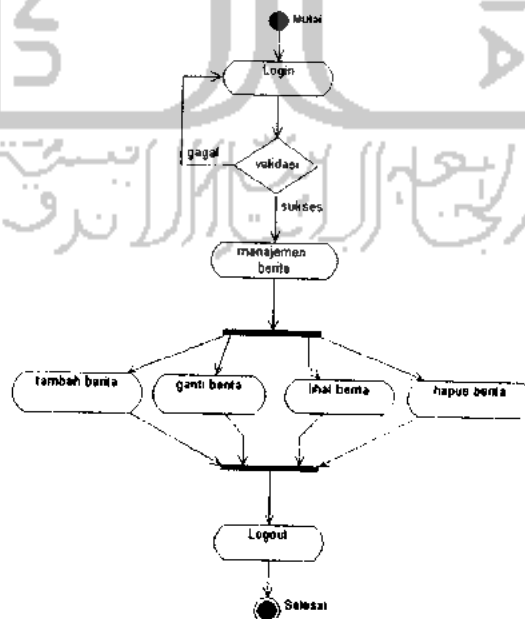 Mulai
Login
gagal
validasi
sukses
manajemen
berita
tambah berita
ganti berita
lihat berita
hapus berita
Logout
Selesai